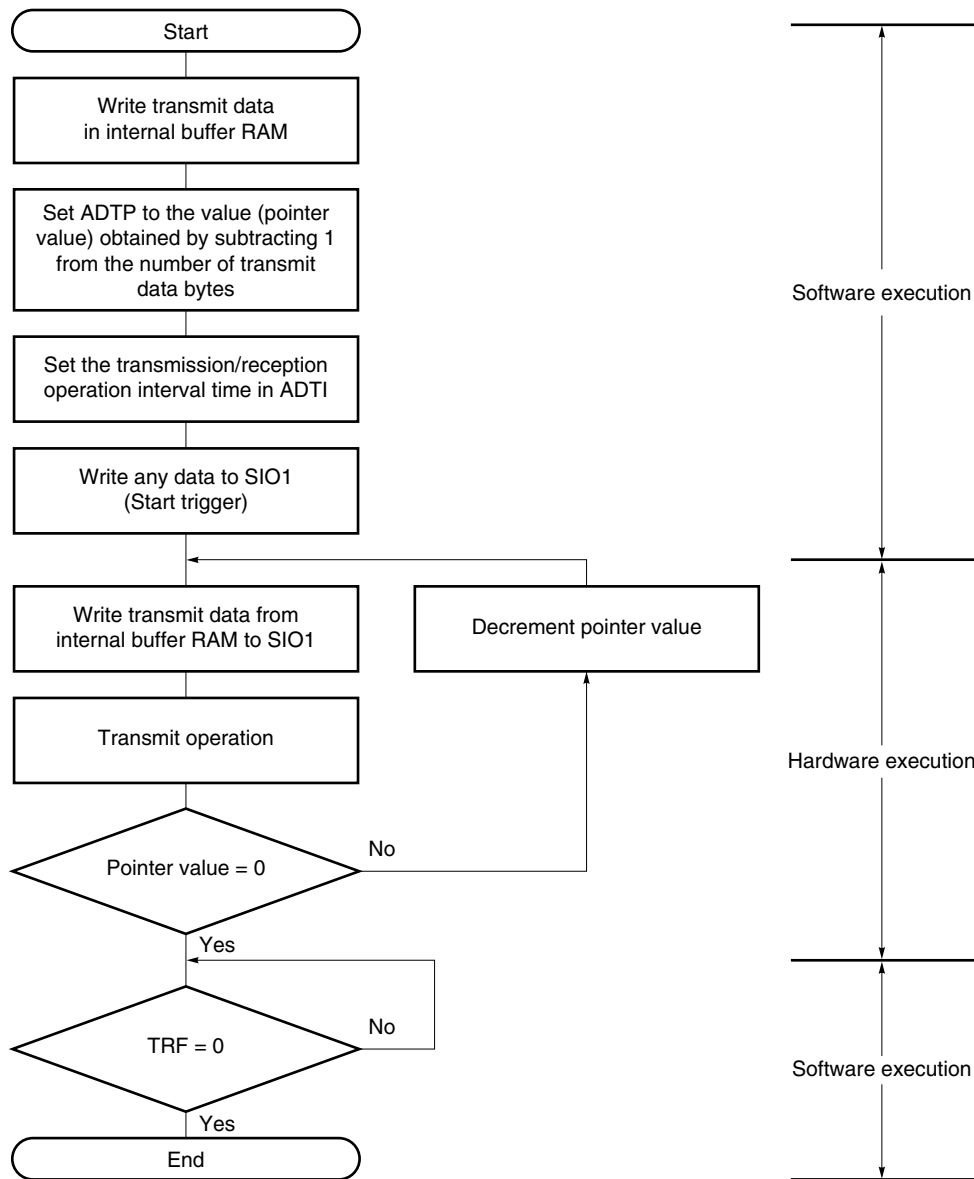 Start
Write transmit data
in internal buffer RAM
Set ADTP to the value (pointer
value) obtained by subtracting 1
from the number of transmit
data bytes
Software execution
Set the transmission/reception
operation interval time in ADTI
Write any data to SIO1
(Start trigger)
Write transmit data from
internal buffer RAM to SIO1
Decrement pointer value
Transmit operation
Hardware execution
Pointer value = 0
No
Yes
TRF = 0
No
Software execution
Yes
End